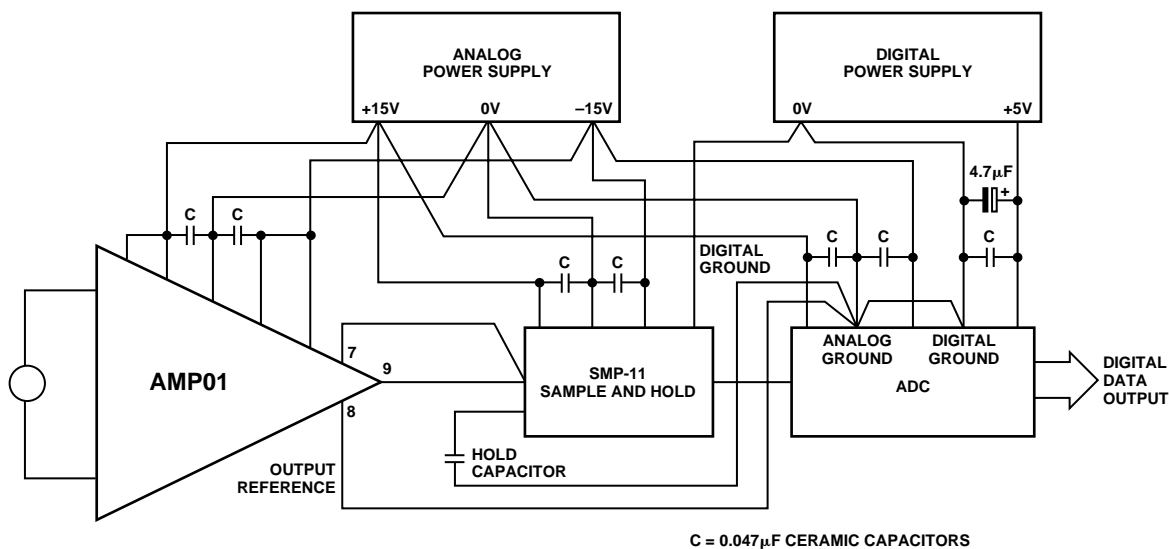 ANALOG
POWER SUPPLY
+15V 0V –15V
DIGITAL
POWER SUPPLY
0V +5V
4.7µF
+
C C
C C
DIGITAL
GROUND
C C
C
7
9
8
AMP01
SMP-11
SAMPLE AND HOLD
ANALOG
GROUND
DIGITAL
GROUND
ADC
DIGITAL
DATA
OUTPUT
HOLD
CAPACITOR
OUTPUT
REFERENCE
C = 0.047µF CERAMIC CAPACITORS